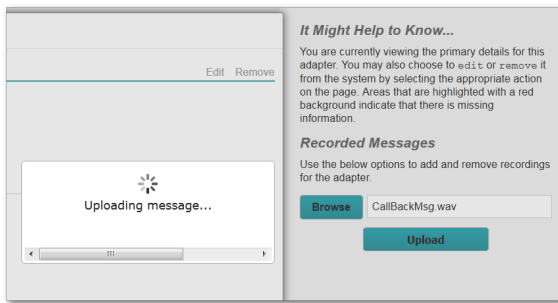 Edit Remove
Uploading message...
It Might Help to Know...
You are currently viewing the primary details for this
adapter. You may also choose to edit or remove it
from the system by selecting the appropriate action
on the page. Areas that are highlighted with a red
background indicate that there is missing
information.
Recorded Messages
Use the below options to add and remove recordings
for the adapter.
Browse CallBackMsg.wav
Upload